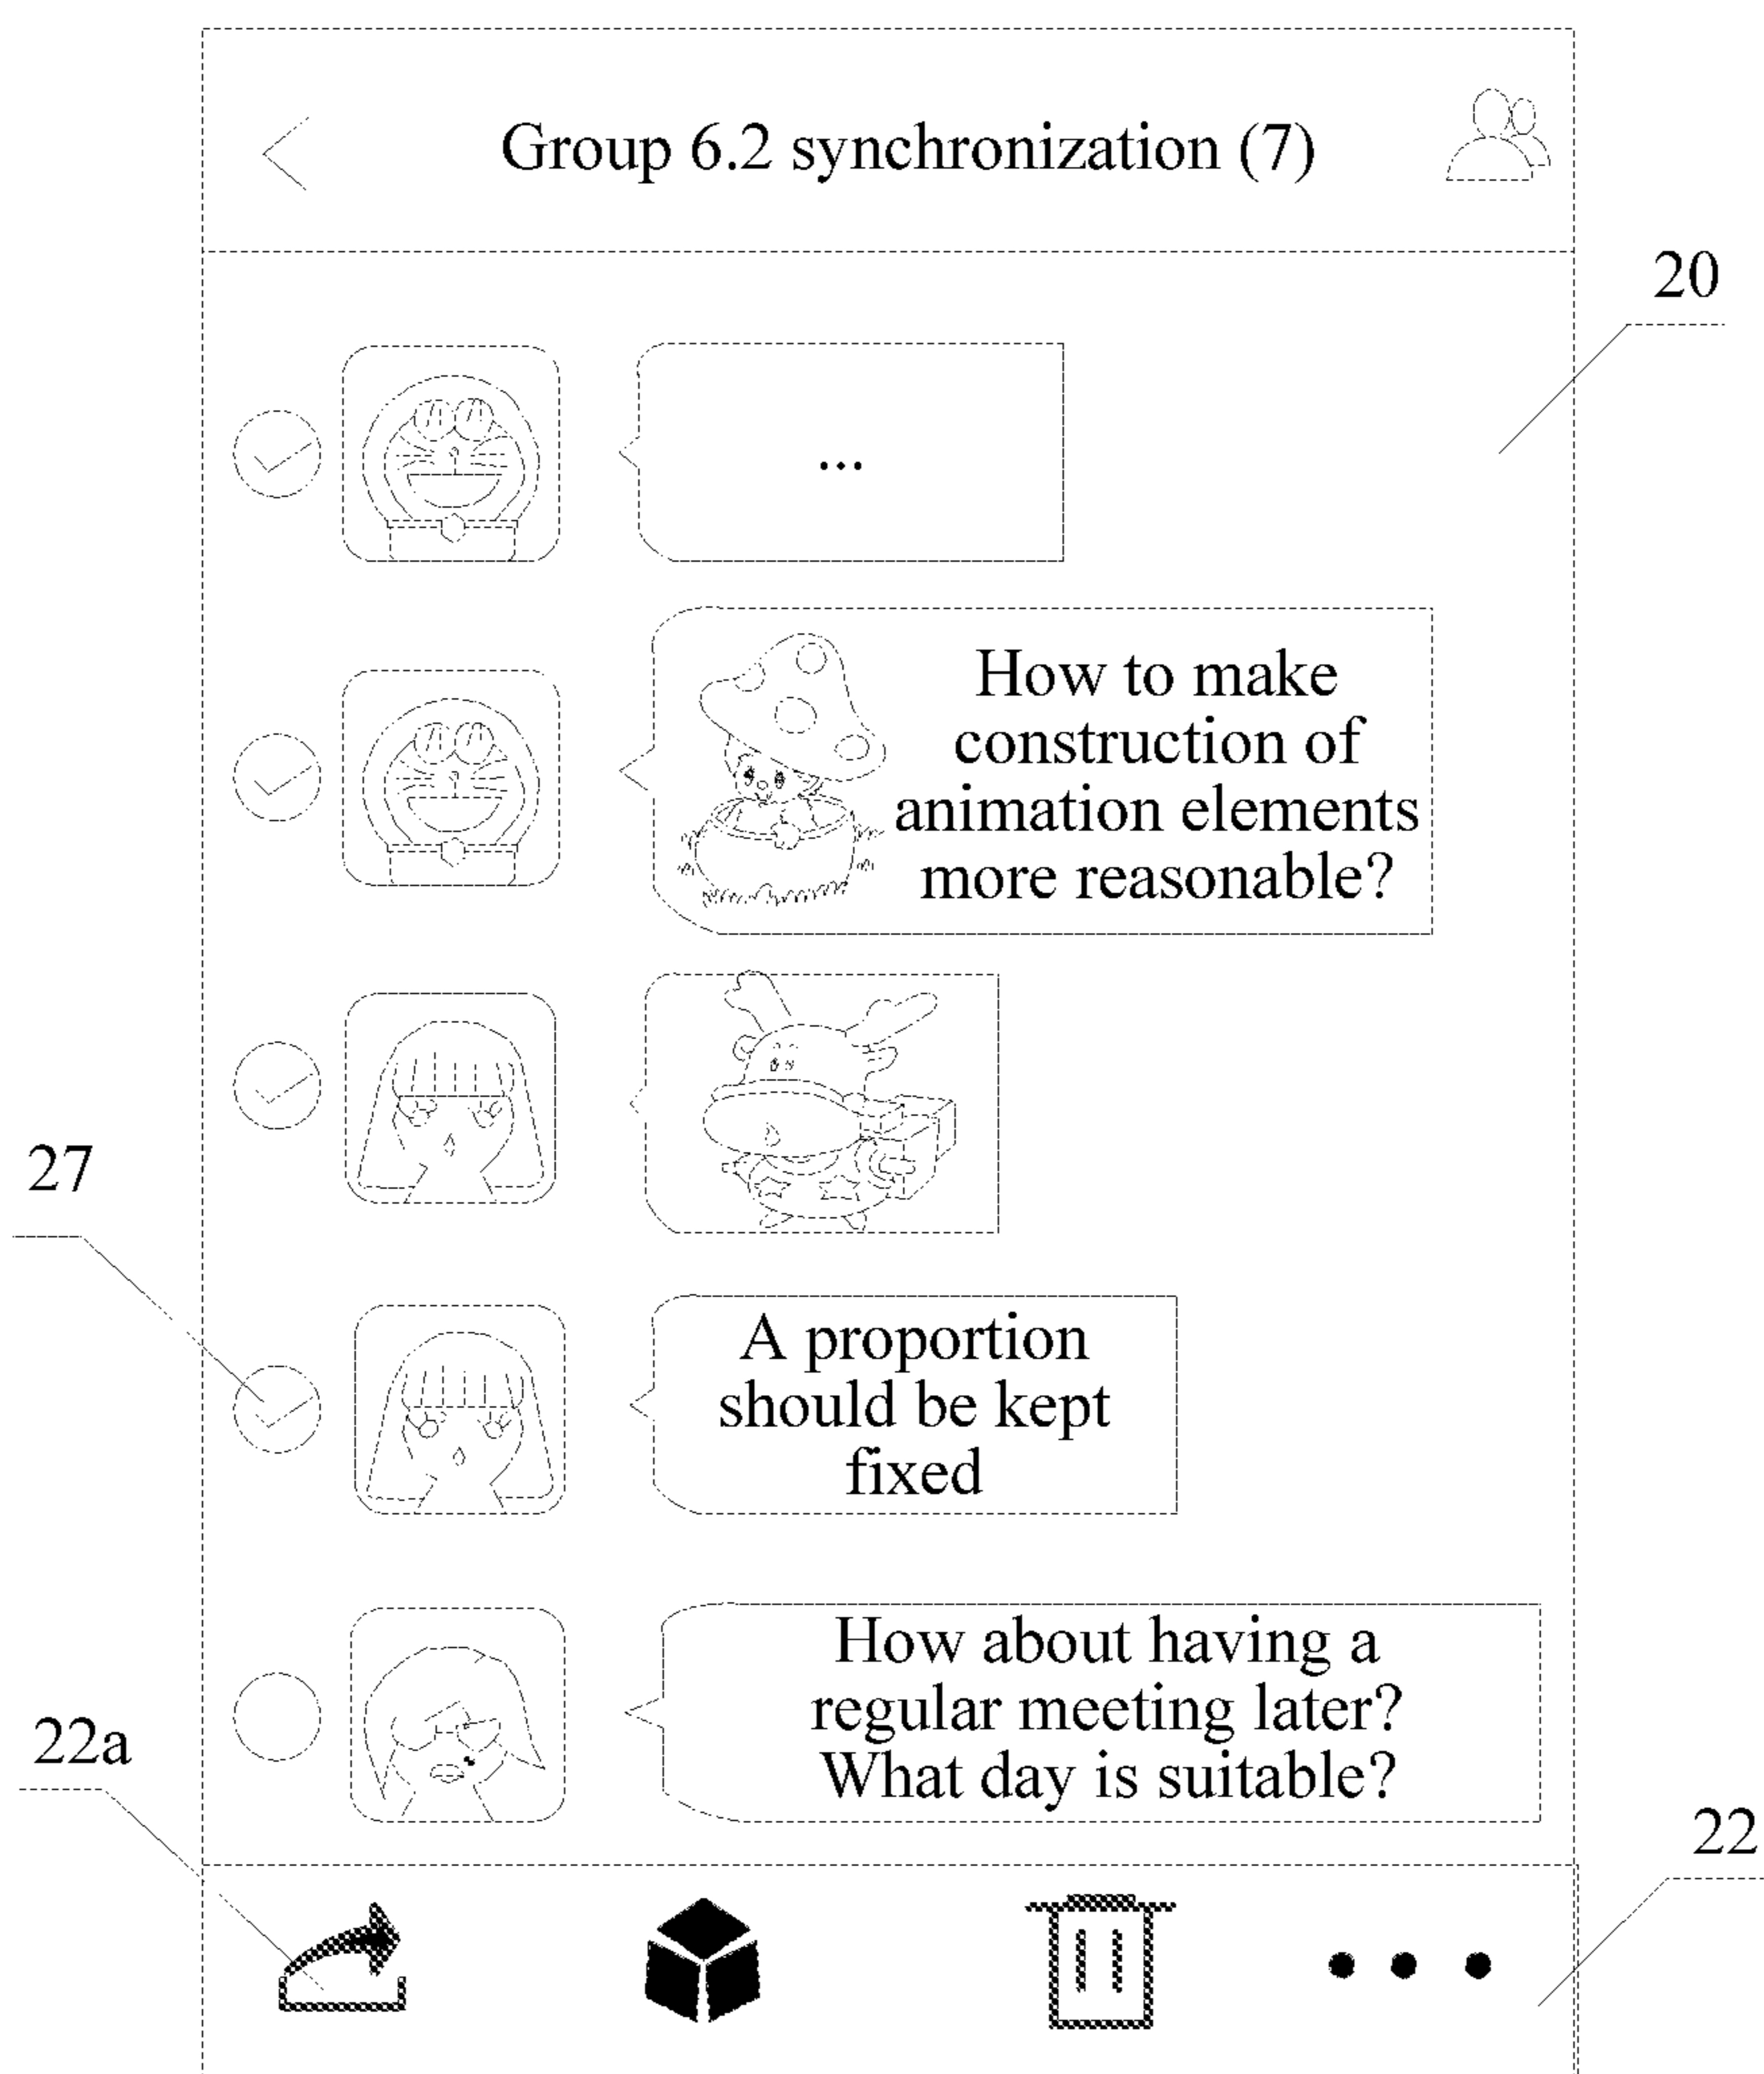 Group 6.2 synchronization (7)
20
...
How to make
construction of
animation elements
more reasonable?
27
A proportion
should be kept
fixed
How about having a
regular meeting later?
What day is suitable?
22a
22